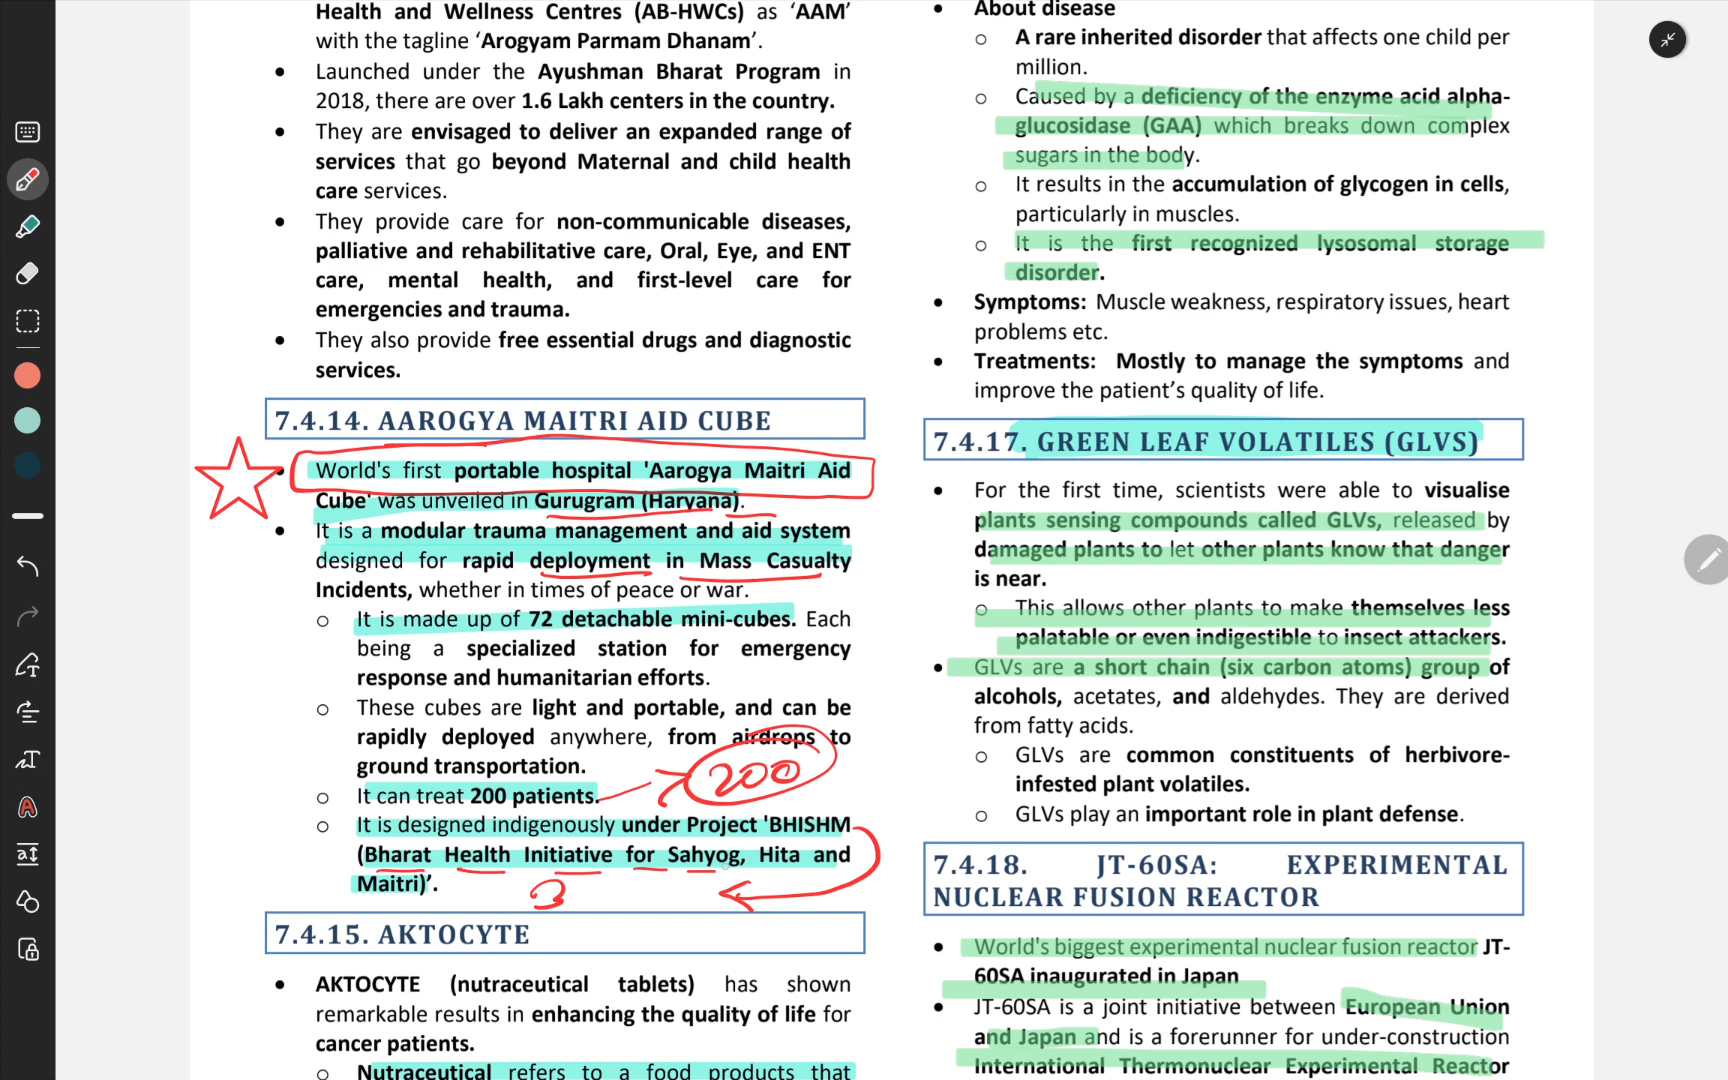 Health and Wellness Centres (AB-HWCs) as ‘AAM’
with the tagline ‘Arogyam Parmam Dhanam’.
• Launched under the Ayushman Bharat Program in
2018, there are over 1.6 Lakh centers in the country.
• They are envisaged to deliver an expanded range of
services that go beyond Maternal and child health
care services.
• They provide care for non-communicable diseases,
palliative and rehabilitative care, Oral, Eye, and ENT
care, mental health, and first-level care for
emergencies and trauma.
• They also provide free essential drugs and diagnostic
services.
7.4.14. AAROGYA MAITRI AID CUBE
• World's first portable hospital 'Aarogya Maitri Aid
Cube' was unveiled in Gurugram (Haryana).
• It is a modular trauma management and aid system
designed for rapid deployment in Mass Casualty
Incidents, whether in times of peace or war.
o It is made up of 72 detachable mini-cubes. Each
being a specialized station for emergency
response and humanitarian efforts.
o These cubes are light and portable, and can be
rapidly deployed anywhere, from airdrops to
ground transportation.
200
o It can treat 200 patients.
o It is designed indigenously under Project 'BHISHM
(Bharat Health Initiative for Sahyog, Hita and
Maitri)’.
3
7.4.15. AKTOCYTE
• AKTOCYTE (nutraceutical tablets) has shown
remarkable results in enhancing the quality of life for
cancer patients.
o Nutraceutical refers to a food products that
• About disease
o A rare inherited disorder that affects one child per
million.
o Caused by a deficiency of the enzyme acid alpha-
glucosidase (GAA) which breaks down complex
sugars in the body.
o It results in the accumulation of glycogen in cells,
particularly in muscles.
o It is the first recognized lysosomal storage
disorder.
• Symptoms: Muscle weakness, respiratory issues, heart
problems etc.
• Treatments: Mostly to manage the symptoms and
improve the patient’s quality of life.
7.4.17. GREEN LEAF VOLATILES (GLVS)
• For the first time, scientists were able to visualise
plants sensing compounds called GLVs, released by
damaged plants to let other plants know that danger
is near.
o This allows other plants to make themselves less
palatable or even indigestible to insect attackers.
• GLVs are a short chain (six carbon atoms) group of
alcohols, acetates, and aldehydes. They are derived
from fatty acids.
o GLVs are common constituents of herbivore-
infested plant volatiles.
o GLVs play an important role in plant defense.
7.4.18. JT-60SA: EXPERIMENTAL
NUCLEAR FUSION REACTOR
• World's biggest experimental nuclear fusion reactor JT-
60SA inaugurated in Japan
• JT-60SA is a joint initiative between European Union
and Japan and is a forerunner for under-construction
International Thermonuclear Experimental Reactor